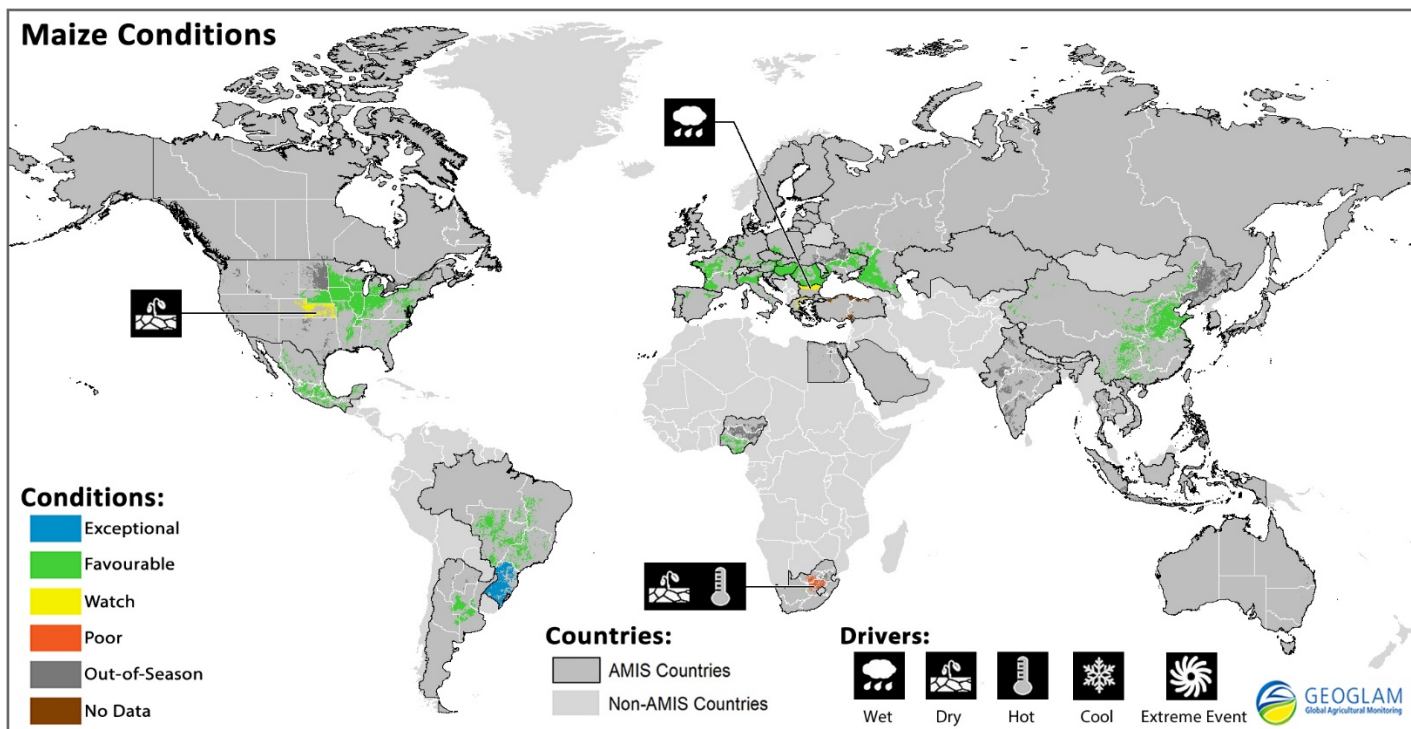 Maize Conditions
Conditions:
Exceptional
Favourable
Watch
Poor
Out-of-Season
No Data
Countries:
AMIS Countries
Non-AMIS Countries
Drivers:
Wet
Dry
Hot
Cool
Extreme Event
GEOGLAM
Global Agricultural Monitoring